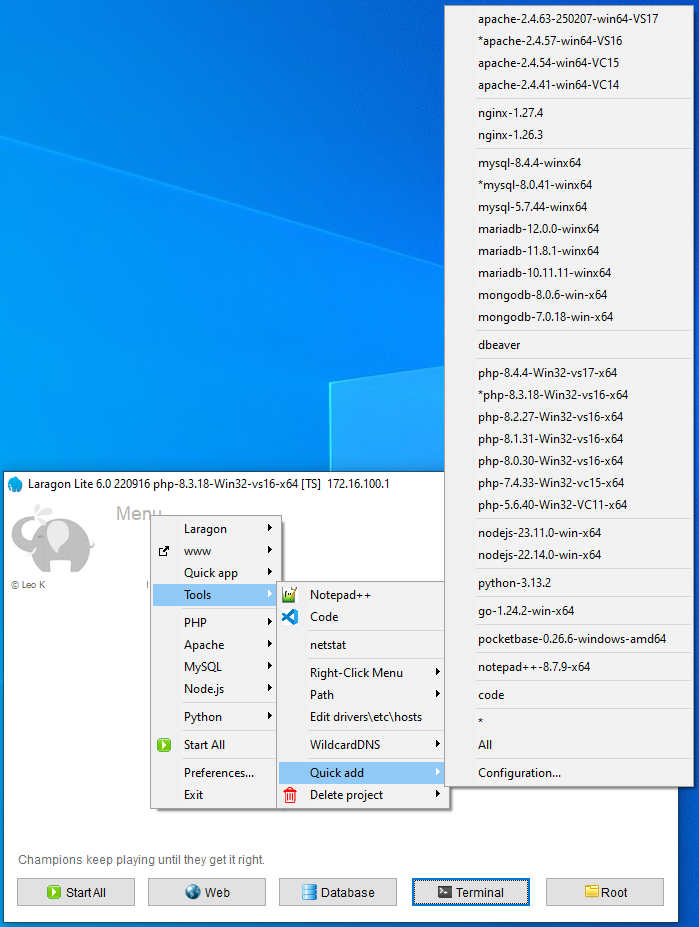 apache-2.4.63-250207-win64-VS17
*apache-2.4.57-win64-VS16
apache-2.4.54-win64-VC15
apache-2.4.41-win64-VC14
nginx-1.27.4
nginx-1.26.3
mysql-8.4.4-winx64
*mysql-8.0.41-winx64
mysql-5.7.44-winx64
mariadb-12.0.0-winx64
mariadb-11.8.1-winx64
mariadb-10.11.11-winx64
mongodb-8.0.6-win-x64
mongodb-7.0.18-win-x64
dbeaver
php-8.4.4-Win32-vs17-x64
*php-8.3.18-Win32-vs16-x64
php-8.2.27-Win32-vs16-x64
php-8.1.31-Win32-vs16-x64
php-8.0.30-Win32-vs16-x64
php-7.4.33-Win32-vc15-x64
php-5.6.40-Win32-VC11-x64
nodejs-23.11.0-win-x64
nodejs-22.14.0-win-x64
python-3.13.2
go-1.24.2-win-x64
pocketbase-0.26.6-windows-amd64
notepad++-8.7.9-x64
code
*
All
Configuration...
Laragon Lite 6.0 220916 php-8.3.18-Win32-vs16-x64 [TS] 172.16.100.1
Menu
© Leo K
Laragon
www
Quick app
Tools
PHP
Apache
MySQL
Node.js
Python
Start All
Preferences...
Exit
Notepad++
Code
netstat
Right-Click Menu
Path
Edit drivers\etc\hosts
WildcardDNS
Quick add
Delete project
Champions keep playing until they get it right.
Start All
Web
Database
Terminal
Root